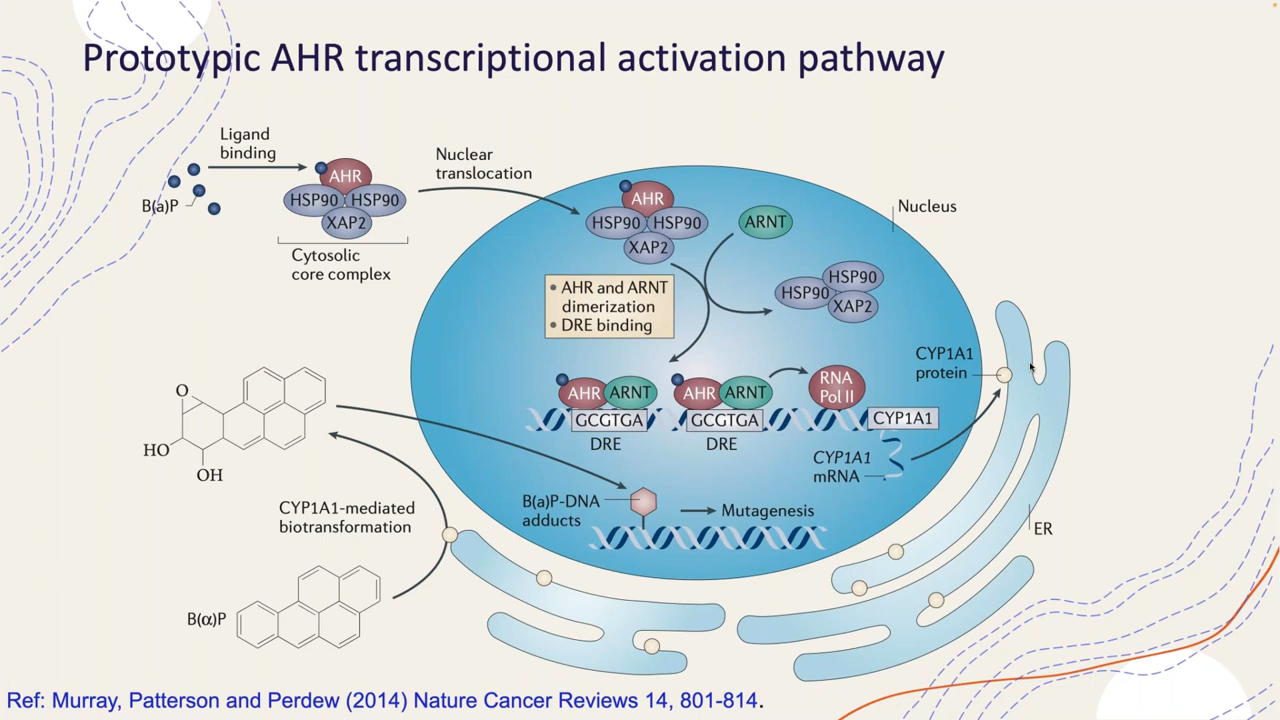 Prototypic AHR transcriptional activation pathway
Ligand
binding
B(a)P
AHR
HSP90 HSP90
XAP2
Cytosolic
core complex
Nuclear
translocation
AHR
HSP90 HSP90
XAP2
ARNT
Nucleus
HSP90
HSP90
XAP2
• AHR and ARNT
dimerization
• DRE binding
AHR ARNT
GCGTGA
DRE
AHR ARNT
GCGTGA
DRE
RNA
Pol II
CYP1A1
CYP1A1
mRNA
CYP1A1
protein
ER
O
HO
OH
CYP1A1-mediated
biotransformation
B(α)P
B(a)P-DNA
adducts
Mutagenesis
Ref: Murray, Patterson and Perdew (2014) Nature Cancer Reviews 14, 801-814.